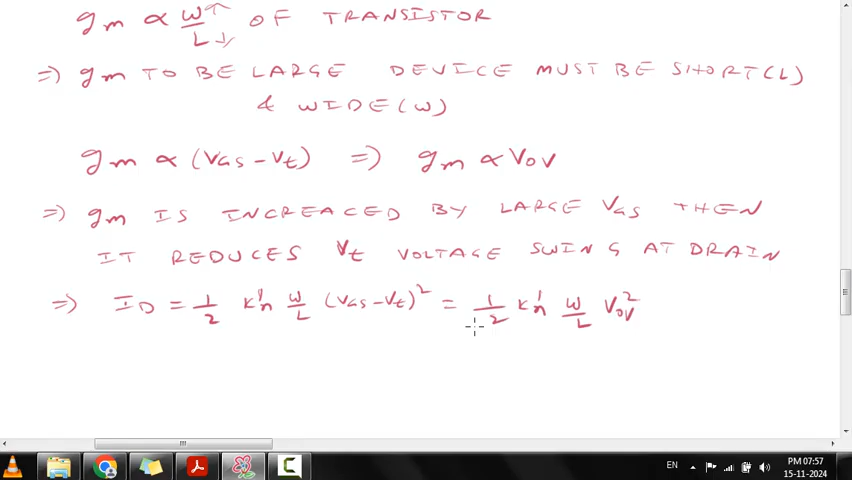 gm ∝ W↑/L↓ OF TRANSISTOR
⇒ gm TO BE LARGE DEVICE MUST BE SHORT(L)
& WIDE(W)
gm ∝ (VGS-Vt) ⇒ gm ∝ VOV
⇒ gm IS INCREACED BY LARGE VGS THEN
IT REDUCES Vt VOLTAGE SWING AT DRAIN
⇒ ID = 1/2 K'n W/L (VGS-Vt)² = 1/2 K'n W/L VOV²
EN
PM 07:57
15-11-2024